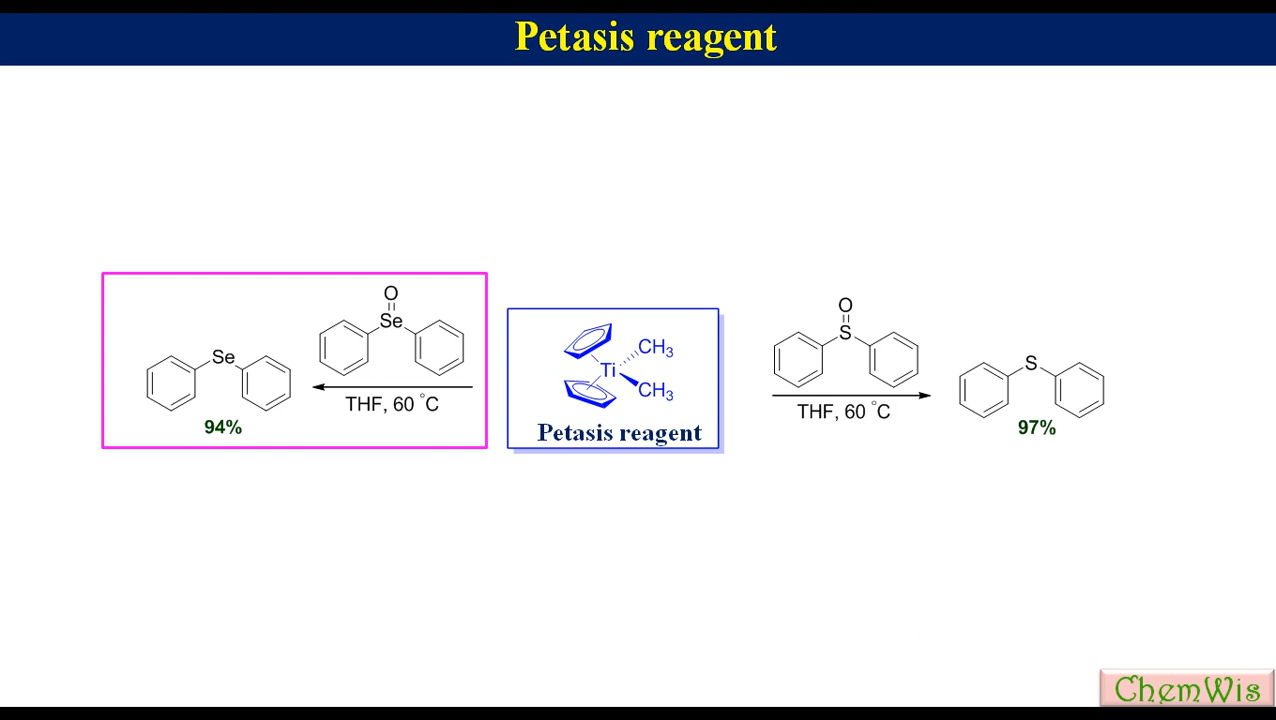 Petasis reagent
O
Se
Se
THF, 60 °C
94%
CH3
Ti
CH3
Petasis reagent
O
S
S
THF, 60 °C
97%
ChemWis